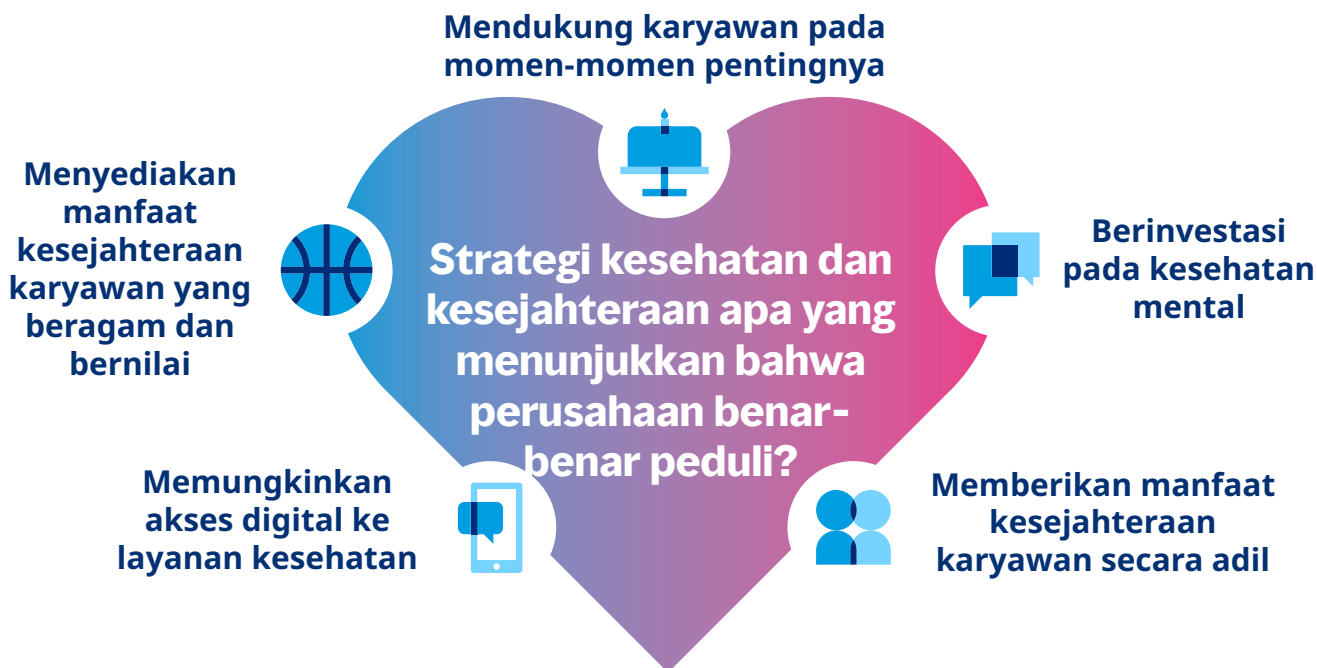 Mendukung karyawan pada
momen-momen pentingnya
Menyediakan
manfaat
kesejahteraan
karyawan yang
beragam dan
bernilai
Strategi kesehatan dan
kesejahteraan apa yang
menunjukkan bahwa
perusahaan benar-
benar peduli?
Berinvestasi
pada kesehatan
mental
Memungkinkan
akses digital ke
layanan kesehatan
Memberikan manfaat
kesejahteraan
karyawan secara adil